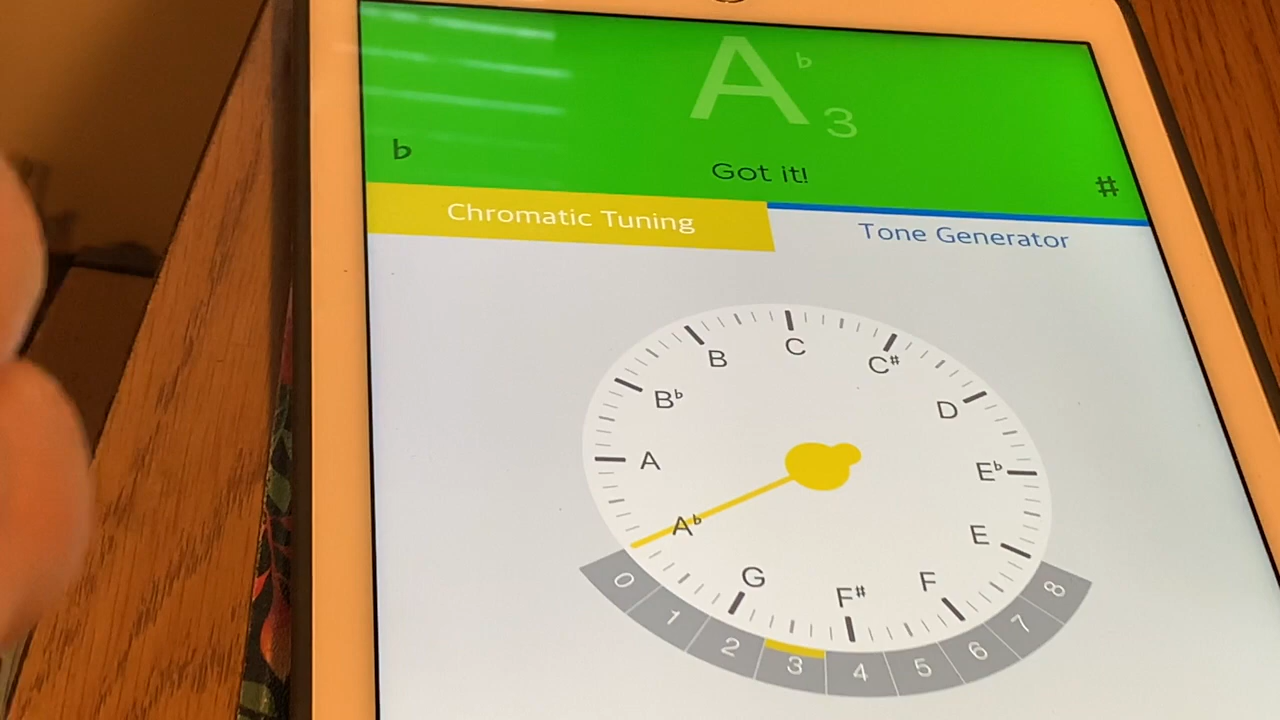 A♭3
♭
Got it!
#
Chromatic Tuning
Tone Generator
C
B
C#
B♭
D
A
E♭
A♭
E
G
F
F#
0
1
2
3
4
5
6
7
8